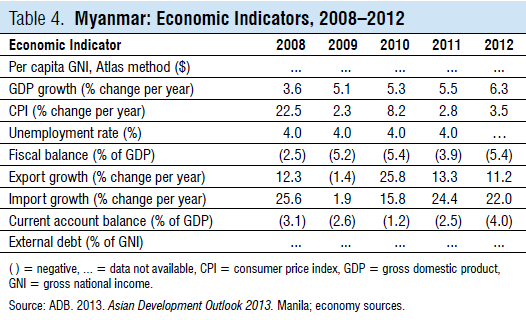 Table 4. Myanmar: Economic Indicators, 2008–2012
Economic Indicator 2008 2009 2010 2011 2012
Per capita GNI, Atlas method ($) ... ... ... ... ...
GDP growth (% change per year) 3.6 5.1 5.3 5.5 6.3
CPI (% change per year) 22.5 2.3 8.2 2.8 3.5
Unemployment rate (%) 4.0 4.0 4.0 4.0 ...
Fiscal balance (% of GDP) (2.5) (5.2) (5.4) (3.9) (5.4)
Export growth (% change per year) 12.3 (1.4) 25.8 13.3 11.2
Import growth (% change per year) 25.6 1.9 15.8 24.4 22.0
Current account balance (% of GDP) (3.1) (2.6) (1.2) (2.5) (4.0)
External debt (% of GNI) ... ... ... ... ...
( ) = negative, ... = data not available, CPI = consumer price index, GDP = gross domestic product,
GNI = gross national income.
Source: ADB. 2013. Asian Development Outlook 2013. Manila; economy sources.